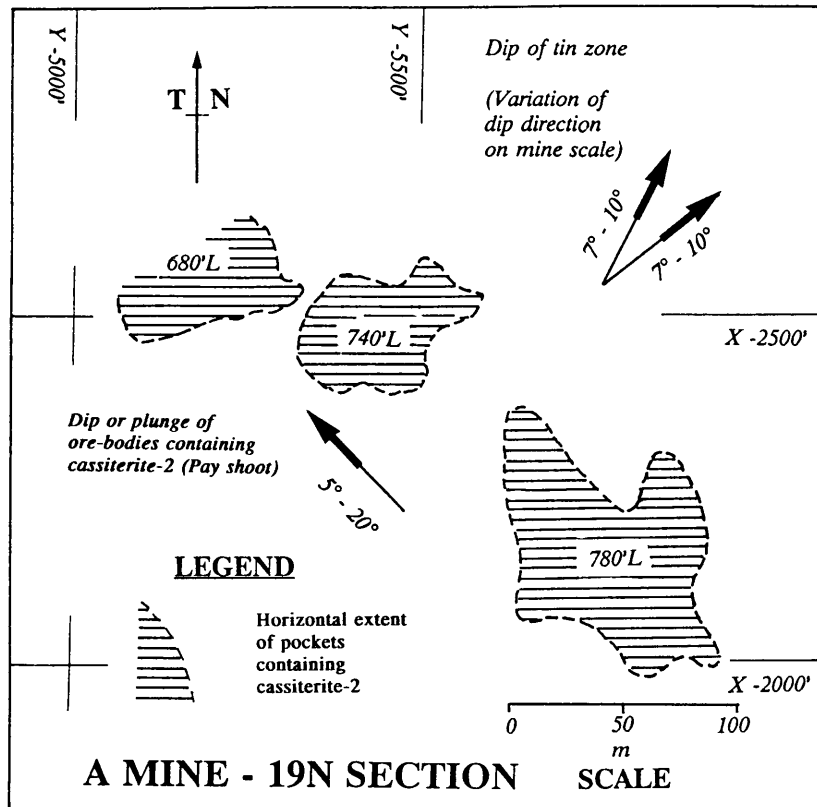 Y -5000'
Y -5500'
Dip of tin zone
(Variation of
dip direction
on mine scale)
T N
7° - 10°
7° - 10°
680'L
740'L
X -2500'
Dip or plunge of
ore-bodies containing
cassiterite-2 (Pay shoot)
5° - 20°
780'L
LEGEND
Horizontal extent
of pockets
containing
cassiterite-2
X -2000'
0 50 100
m
A MINE - 19N SECTION SCALE